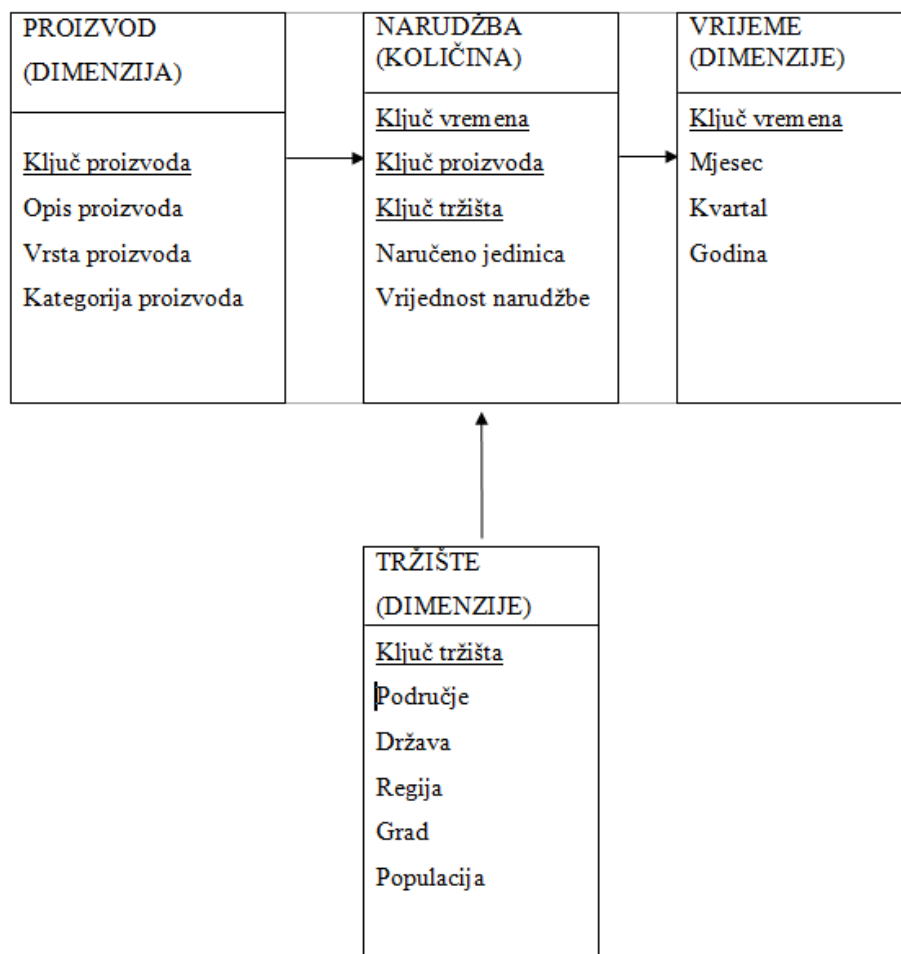 PROIZVOD
(DIMENZIJA)
Ključ proizvoda
Opis proizvoda
Vrsta proizvoda
Kategorija proizvoda
NARUDŽBA
(KOLIČINA)
Ključ vremena
Ključ proizvoda
Ključ tržišta
Naručeno jedinica
Vrijednost narudžbe
VRIJEME
(DIMENZIJE)
Ključ vremena
Mjesec
Kvartal
Godina
TRŽIŠTE
(DIMENZIJE)
Ključ tržišta
Područje
Država
Regija
Grad
Populacija